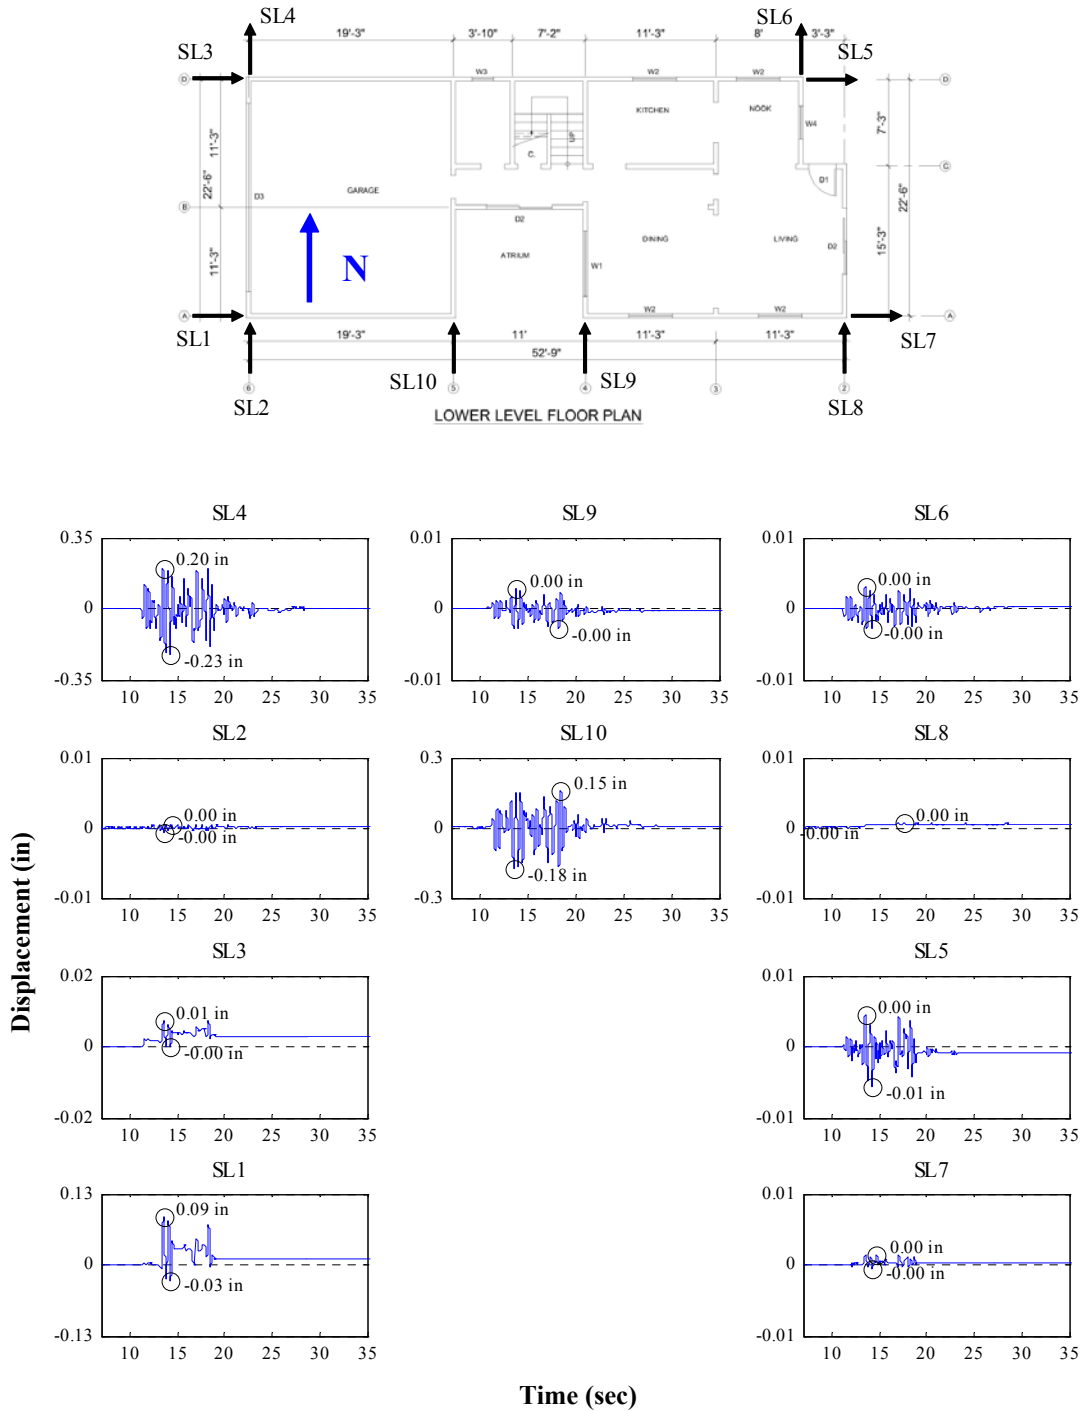 SL4 SL6
SL3 19'-3" 3'-10" 7'-2" 11'-3" 8' 3'-3" SL5
D W3 W2 W2 D
KITCHEN NOOK
11'-3" UP W4 7'-3"
C.
G
D1
22'-6" D3 GARAGE 22'-6"
B
D2
N ATRIUM DINING LIVING D2
11'-3" W1 15'-3"
W2 W2
A A
SL1 19'-3" 11' 11'-3" 11'-3" SL7
52'-9"
SL10 SL9
6 5 4 3 2
SL2 SL8
LOWER LEVEL FLOOR PLAN
SL4 SL9 SL6
0.35 0.01 0.01
0.20 in 0.00 in 0.00 in
0 0 0
-0.23 in -0.00 in -0.00 in
-0.35 -0.01 -0.01
10 15 20 25 30 35 10 15 20 25 30 35 10 15 20 25 30 35
SL2 SL10 SL8
0.01 0.3 0.01
0.00 in 0.15 in 0.00 in
0 0 0
-0.00 in -0.18 in -0.00 in
-0.01 -0.3 -0.01
10 15 20 25 30 35 10 15 20 25 30 35 10 15 20 25 30 35
SL3 SL5
0.02 0.01
0.01 in 0.00 in
0 0
-0.00 in -0.01 in
-0.02 -0.01
10 15 20 25 30 35 10 15 20 25 30 35
SL1 SL7
0.13 0.01
0.09 in 0.00 in
0 0
-0.03 in -0.00 in
-0.13 -0.01
10 15 20 25 30 35 10 15 20 25 30 35
Displacement (in)
Time (sec)